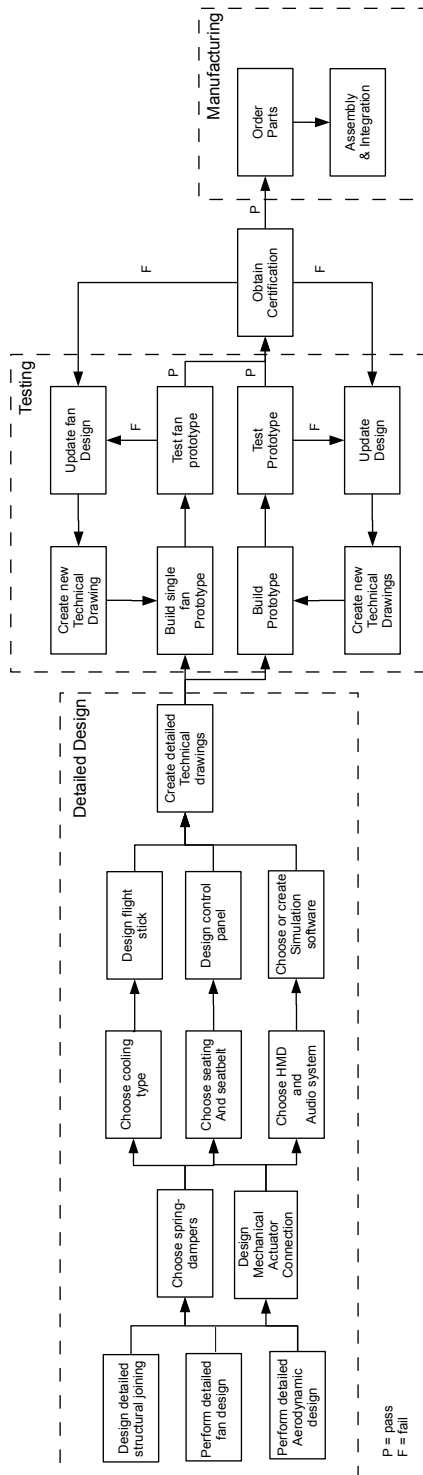 Detailed Design
Design detailed
structural joining
Perform detailed
fan design
Perform detailed
Aerodynamic
design
Choose spring-
dampers
Design
Mechanical
Actuator
Connection
Choose cooling
type
Choose seating
And seatbelt
Choose HMD
and
Audio system
Design flight
stick
Design control
panel
Choose or create
Simulation
software
Create detailed
Technical
drawings
Testing
Create new
Technical
Drawing
Build single
fan
Prototype
Build
Prototype
Create new
Technical
Drawings
Update fan
Design
F
Test fan
prototype
P
Test
Prototype
P
F
Update
Design
F
Obtain
Certification
F
P
Manufacturing
Order
Parts
Assembly
& Integration
P = pass
F = fail